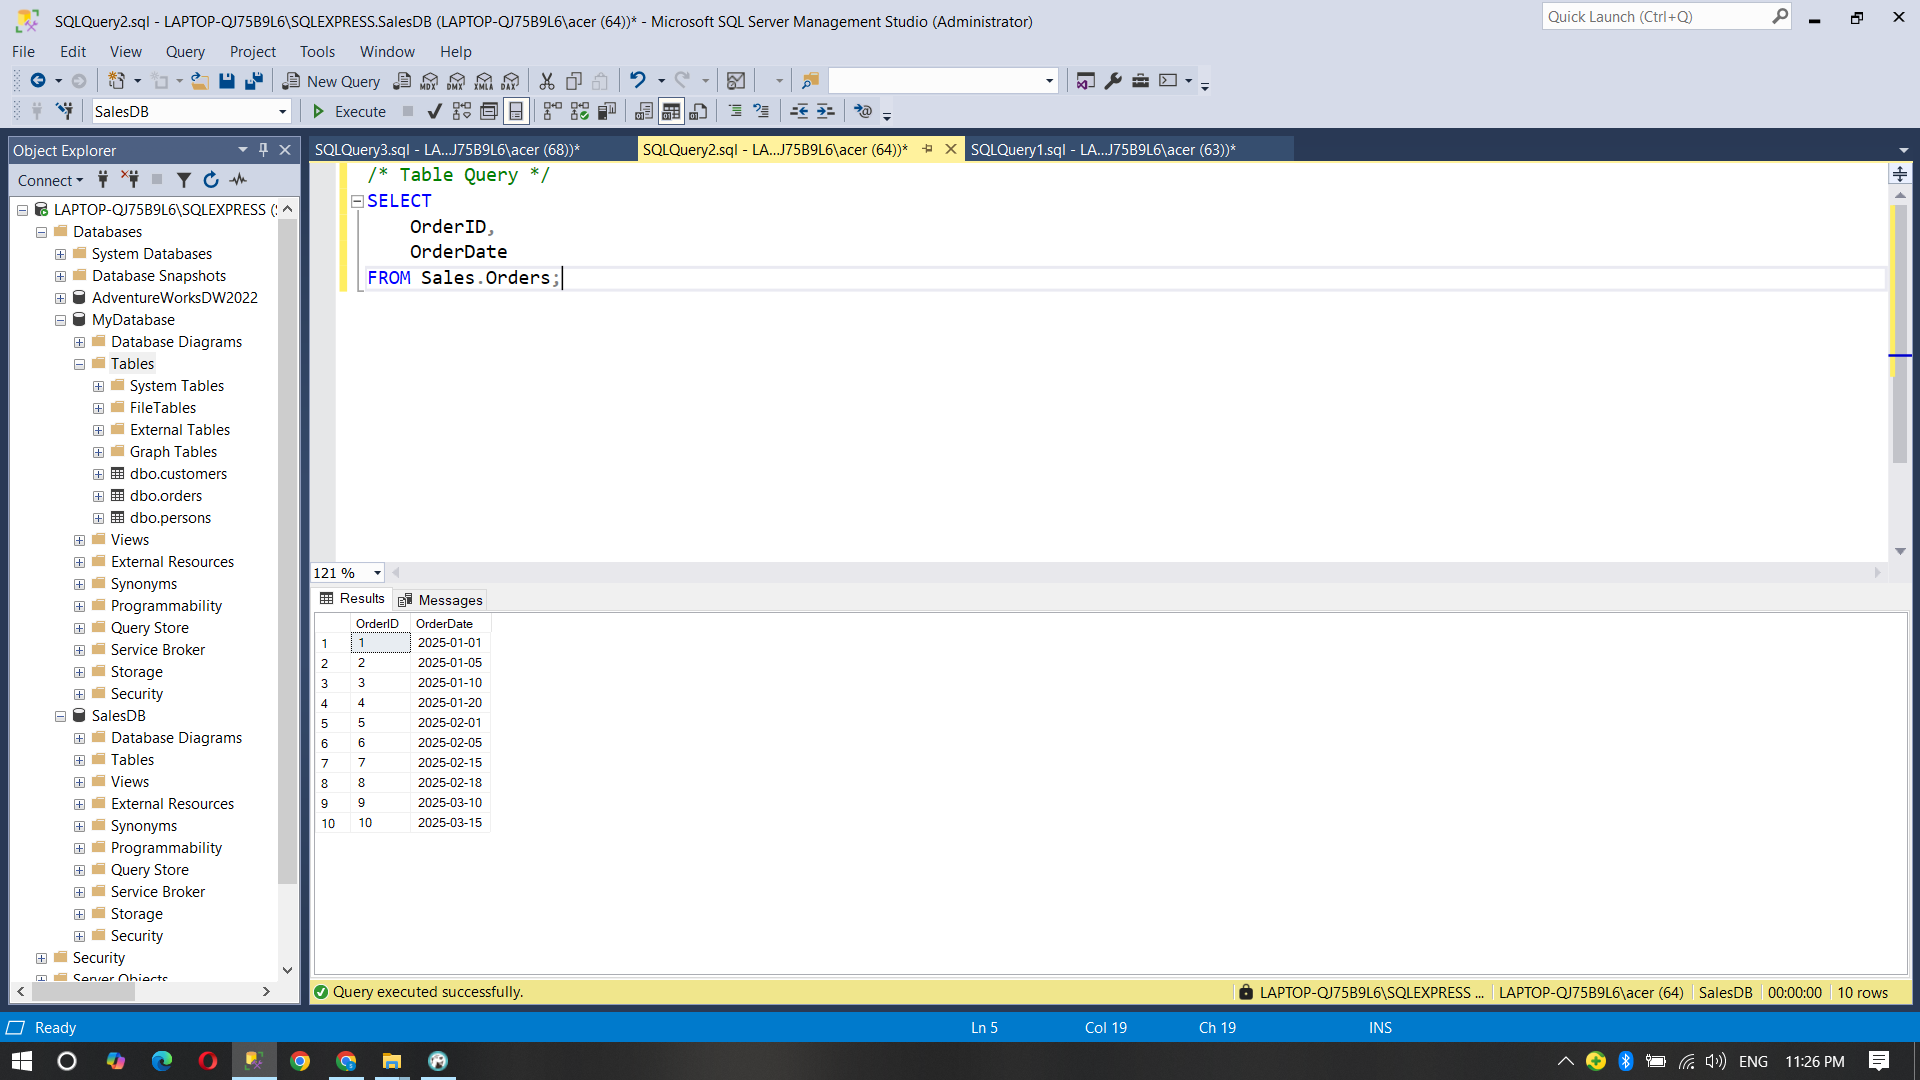 SQLQuery2.sql - LAPTOP-QJ75B9L6\SQLEXPRESS.SalesDB (LAPTOP-QJ75B9L6\acer (64))* - Microsoft SQL Server Management Studio (Administrator)
Quick Launch (Ctrl+Q)
File Edit View Query Project Tools Window Help
New Query
MDX DMX XMLA DAX
SalesDB
Execute
Object Explorer
SQLQuery3.sql - LA...J75B9L6\acer (68))*
SQLQuery2.sql - LA...J75B9L6\acer (64))*
SQLQuery1.sql - LA...J75B9L6\acer (63))*
Connect
LAPTOP-QJ75B9L6\SQLEXPRESS (
Databases
System Databases
Database Snapshots
AdventureWorksDW2022
MyDatabase
Database Diagrams
Tables
System Tables
FileTables
External Tables
Graph Tables
dbo.customers
dbo.orders
dbo.persons
Views
External Resources
Synonyms
Programmability
Query Store
Service Broker
Storage
Security
SalesDB
Database Diagrams
Tables
Views
External Resources
Synonyms
Programmability
Query Store
Service Broker
Storage
Security
Security
Server Objects
/* Table Query */
SELECT
OrderID,
OrderDate
FROM Sales.Orders;
121 %
Results Messages
OrderID OrderDate
1 1 2025-01-01
2 2 2025-01-05
3 3 2025-01-10
4 4 2025-01-20
5 5 2025-02-01
6 6 2025-02-05
7 7 2025-02-15
8 8 2025-02-18
9 9 2025-03-10
10 10 2025-03-15
Query executed successfully.
LAPTOP-QJ75B9L6\SQLEXPRESS ... LAPTOP-QJ75B9L6\acer (64) SalesDB 00:00:00 10 rows
Ready Ln 5 Col 19 Ch 19 INS
ENG 11:26 PM